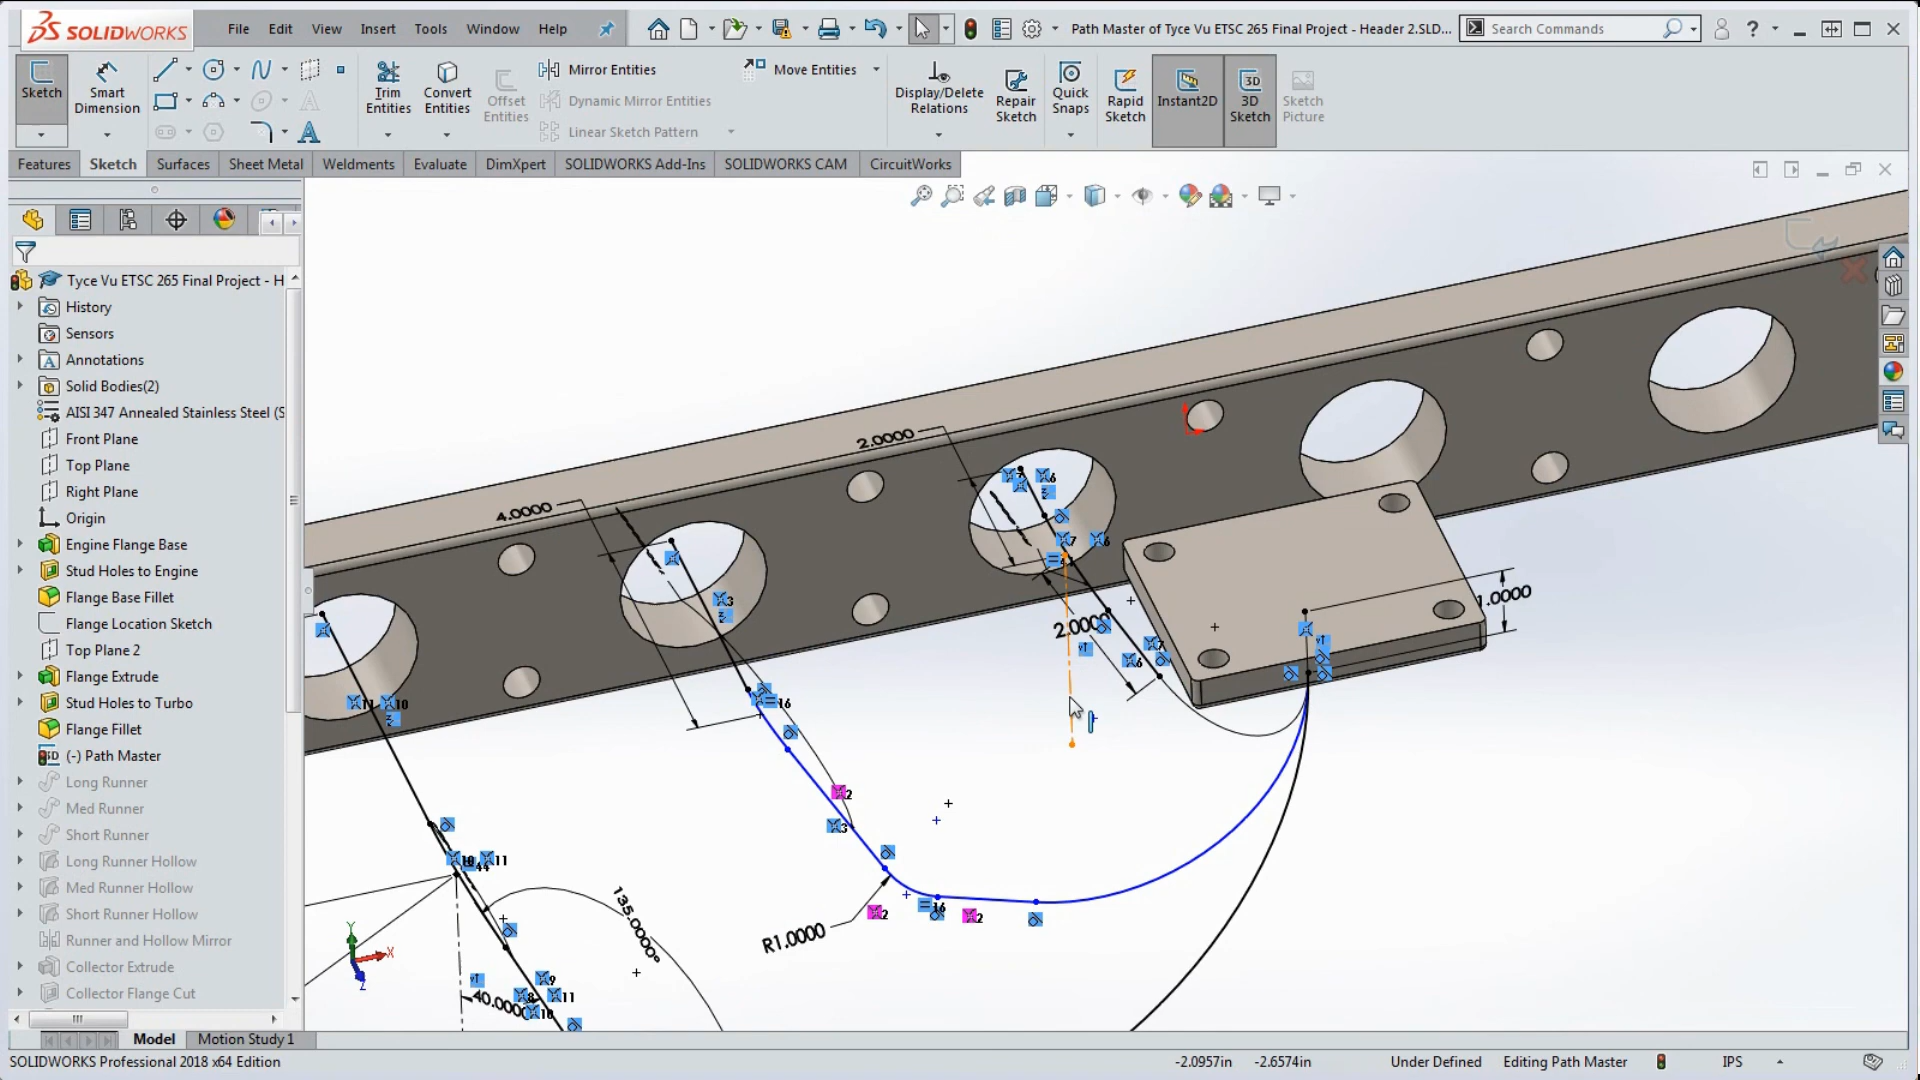 SOLIDWORKS
File Edit View Insert Tools Window Help
Path Master of Tyce Vu ETSC 265 Final Project - Header 2.SLD...
Search Commands
Sketch
Smart Dimension
Trim Entities
Convert Entities
Offset Entities
Mirror Entities
Dynamic Mirror Entities
Linear Sketch Pattern
Move Entities
Display/Delete Relations
Repair Sketch
Quick Snaps
Rapid Sketch
Instant2D
3D Sketch
Sketch Picture
Features Sketch Surfaces Sheet Metal Weldments Evaluate DimXpert SOLIDWORKS Add-Ins SOLIDWORKS CAM CircuitWorks
Tyce Vu ETSC 265 Final Project - H
History
Sensors
Annotations
Solid Bodies(2)
AISI 347 Annealed Stainless Steel (S
Front Plane
Top Plane
Right Plane
Origin
Engine Flange Base
Stud Holes to Engine
Flange Base Fillet
Flange Location Sketch
Top Plane 2
Flange Extrude
Stud Holes to Turbo
Flange Fillet
(-) Path Master
Long Runner
Med Runner
Short Runner
Long Runner Hollow
Med Runner Hollow
Short Runner Hollow
Runner and Hollow Mirror
Collector Extrude
Collector Flange Cut
2.0000
4.0000
2.0000
1.0000
R1.0000
135.0000°
40.0000
Y
X
Z
Model Motion Study 1
SOLIDWORKS Professional 2018 x64 Edition
-2.0957in -2.6574in Under Defined Editing Path Master IPS